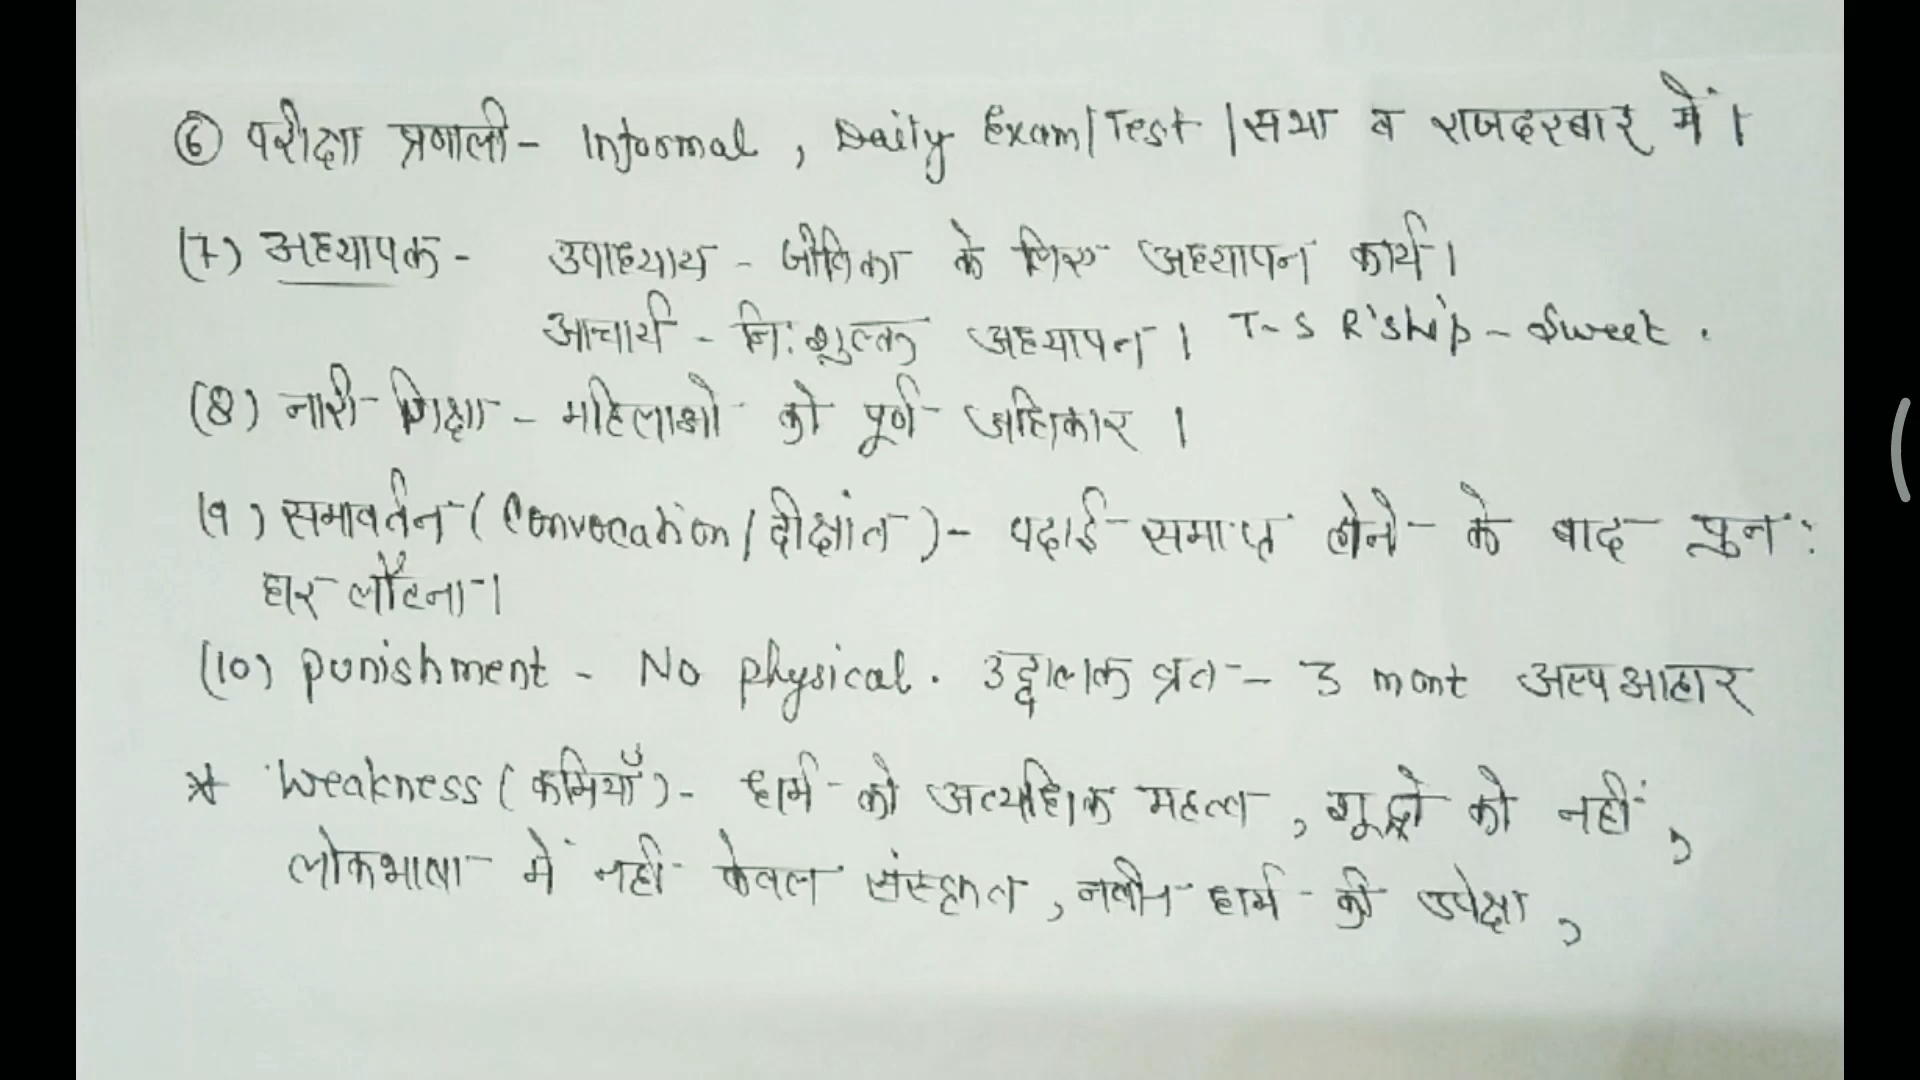 ⑥ परीक्षा प्रणाली - Informal , Daily Exam | Test | सभा व राजदरबार में ।
(7) अध्यापक - उपाध्याय - जीविका के लिए अध्यापन कार्य ।
आचार्य - निःशुल्क अध्यापन । T-S R'ship - Sweet .
(8) नारी शिक्षा - महिलाओ को पूर्ण अधिकार ।
(9) समावर्तन ( Convocation / दीक्षांत ) - पढाई समाप्त होने के बाद पुनः
घर लौटना ।
(10) Punishment - No physical . उद्दालक व्रत - 3 mont अल्प आहार
* Weakness ( कमियाँ ) - धर्म को अत्यधिक महत्व , शूद्रो को नहीं ,
लोकभाषा में नही केवल संस्कृत , नवीन धर्म की उपेक्षा ,